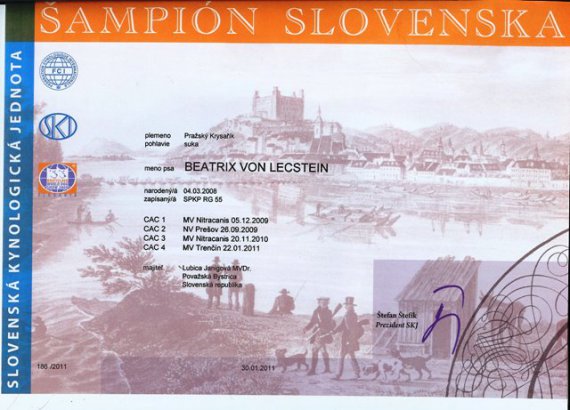 ŠAMPIÓN SLOVENSKA
SLOVENSKÁ KYNOLOGICKÁ JEDNOTA
FCI
SKJ
plemeno Pražský Krysařík
pohlavie suka
meno psa BEATRIX VON LECSTEIN
narodený/á 04.03.2008
zapísaný/á SPKP RG 55
CAC 1 MV Nitracanis 05.12.2009
CAC 2 NV Prešov 26.09.2009
CAC 3 MV Nitracanis 20.11.2010
CAC 4 MV Trenčín 22.01.2011
majiteľ Lubica Janigová MVDr.
Považská Bystrica
Slovenská republika
Štefan Štefík
Prezident SKJ
186 /2011
30.01.2011